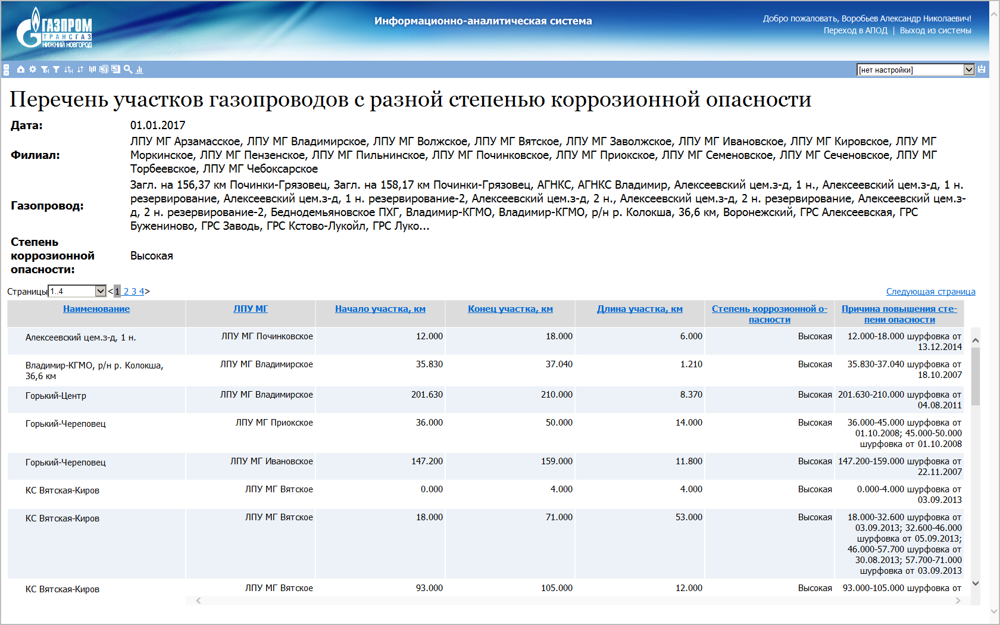 ГАЗПРОМ
ТРАНСГАЗ
НИЖНИЙ НОВГОРОД
Информационно-аналитическая система
Добро пожаловать, Воробьев Александр Николаевич!
Переход в АПОД | Выход из системы
[нет настройки]
Перечень участков газопроводов с разной степенью коррозионной опасности
Дата: 01.01.2017
Филиал: ЛПУ МГ Арзамасское, ЛПУ МГ Владимирское, ЛПУ МГ Волжское, ЛПУ МГ Вятское, ЛПУ МГ Заволжское, ЛПУ МГ Ивановское, ЛПУ МГ Кировское, ЛПУ МГ
Моркинское, ЛПУ МГ Пензенское, ЛПУ МГ Пильнинское, ЛПУ МГ Починковское, ЛПУ МГ Приокское, ЛПУ МГ Семеновское, ЛПУ МГ Сеченовское, ЛПУ МГ
Торбеевское, ЛПУ МГ Чебоксарское
Газопровод: Загл. на 156,37 км Починки-Грязовец, Загл. на 158,17 км Починки-Грязовец, АГНКС, АГНКС Владимир, Алексеевский цем.з-д, 1 н., Алексеевский цем.з-д, 1 н.
резервирование, Алексеевский цем.з-д, 1 н. резервирование-2, Алексеевский цем.з-д, 2 н., Алексеевский цем.з-д, 2 н. резервирование, Алексеевский цем.з-
д, 2 н. резервирование-2, Беднодемьяновское ПХГ, Владимир-КГМО, Владимир-КГМО, р/н р. Колокша, 36,6 км, Воронежский, ГРС Алексеевская, ГРС
Бужениново, ГРС Заводь, ГРС Кстово-Лукойл, ГРС Луко...
Степень
коррозионной
опасности:
Высокая
Страницы 1..4 < 1 2 3 4 > Следующая страница
Наименование ЛПУ МГ Начало участка, км Конец участка, км Длина участка, км Степень коррозионной о-
пасности
Причина повышения сте-
пени опасности
Алексеевский цем.з-д, 1 н. ЛПУ МГ Починковское 12.000 18.000 6.000 Высокая 12.000-18.000 шурфовка от
13.12.2014
Владимир-КГМО, р/н р. Колокша,
36,6 км
ЛПУ МГ Владимирское 35.830 37.040 1.210 Высокая 35.830-37.040 шурфовка от
18.10.2007
Горький-Центр ЛПУ МГ Владимирское 201.630 210.000 8.370 Высокая 201.630-210.000 шурфовка от
04.08.2011
Горький-Череповец ЛПУ МГ Приокское 36.000 50.000 14.000 Высокая 36.000-45.000 шурфовка от
01.10.2008; 45.000-50.000
шурфовка от 01.10.2008
Горький-Череповец ЛПУ МГ Ивановское 147.200 159.000 11.800 Высокая 147.200-159.000 шурфовка от
22.11.2007
КС Вятская-Киров ЛПУ МГ Вятское 0.000 4.000 4.000 Высокая 0.000-4.000 шурфовка от
03.09.2013
КС Вятская-Киров ЛПУ МГ Вятское 18.000 71.000 53.000 Высокая 18.000-32.600 шурфовка от
03.09.2013; 32.600-46.000
шурфовка от 05.09.2013;
46.000-57.700 шурфовка от
30.08.2013; 57.700-71.000
шурфовка от 03.09.2013
КС Вятская-Киров ЛПУ МГ Вятское 93.000 105.000 12.000 Высокая 93.000-105.000 шурфовка от